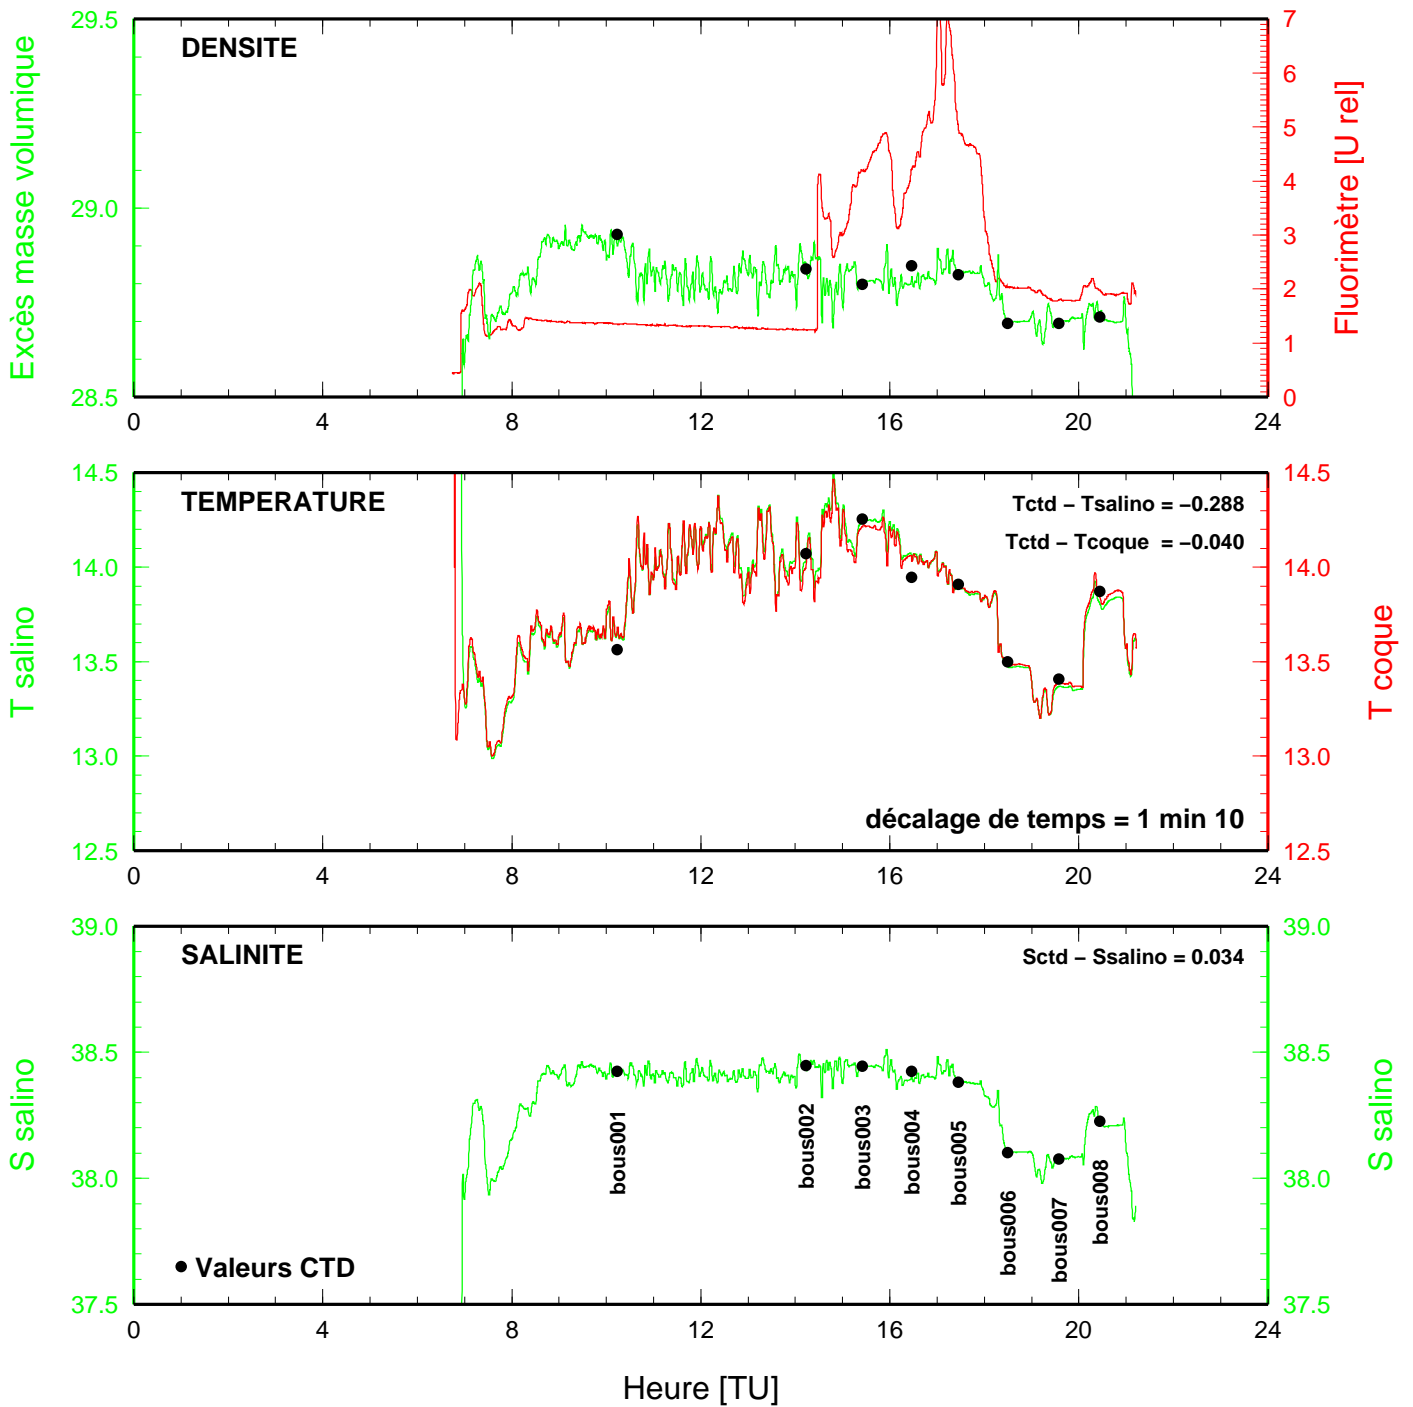 DENSITE
Excès masse volumique
29.5
29.0
28.5
Fluorimètre [U rel]
7
6
5
4
3
2
1
0
0 4 8 12 16 20 24
TEMPERATURE
Tctd − Tsalino = −0.288
Tctd − Tcoque = −0.040
décalage de temps = 1 min 10
T salino
14.5
14.0
13.5
13.0
12.5
T coque
14.5
14.0
13.5
13.0
12.5
0 4 8 12 16 20 24
SALINITE
Sctd − Ssalino = 0.034
S salino
39.0
38.5
38.0
37.5
S salino
39.0
38.5
38.0
37.5
bous001
bous002
bous003
bous004
bous005
bous006
bous007
bous008
Valeurs CTD
0 4 8 12 16 20 24
Heure [TU]